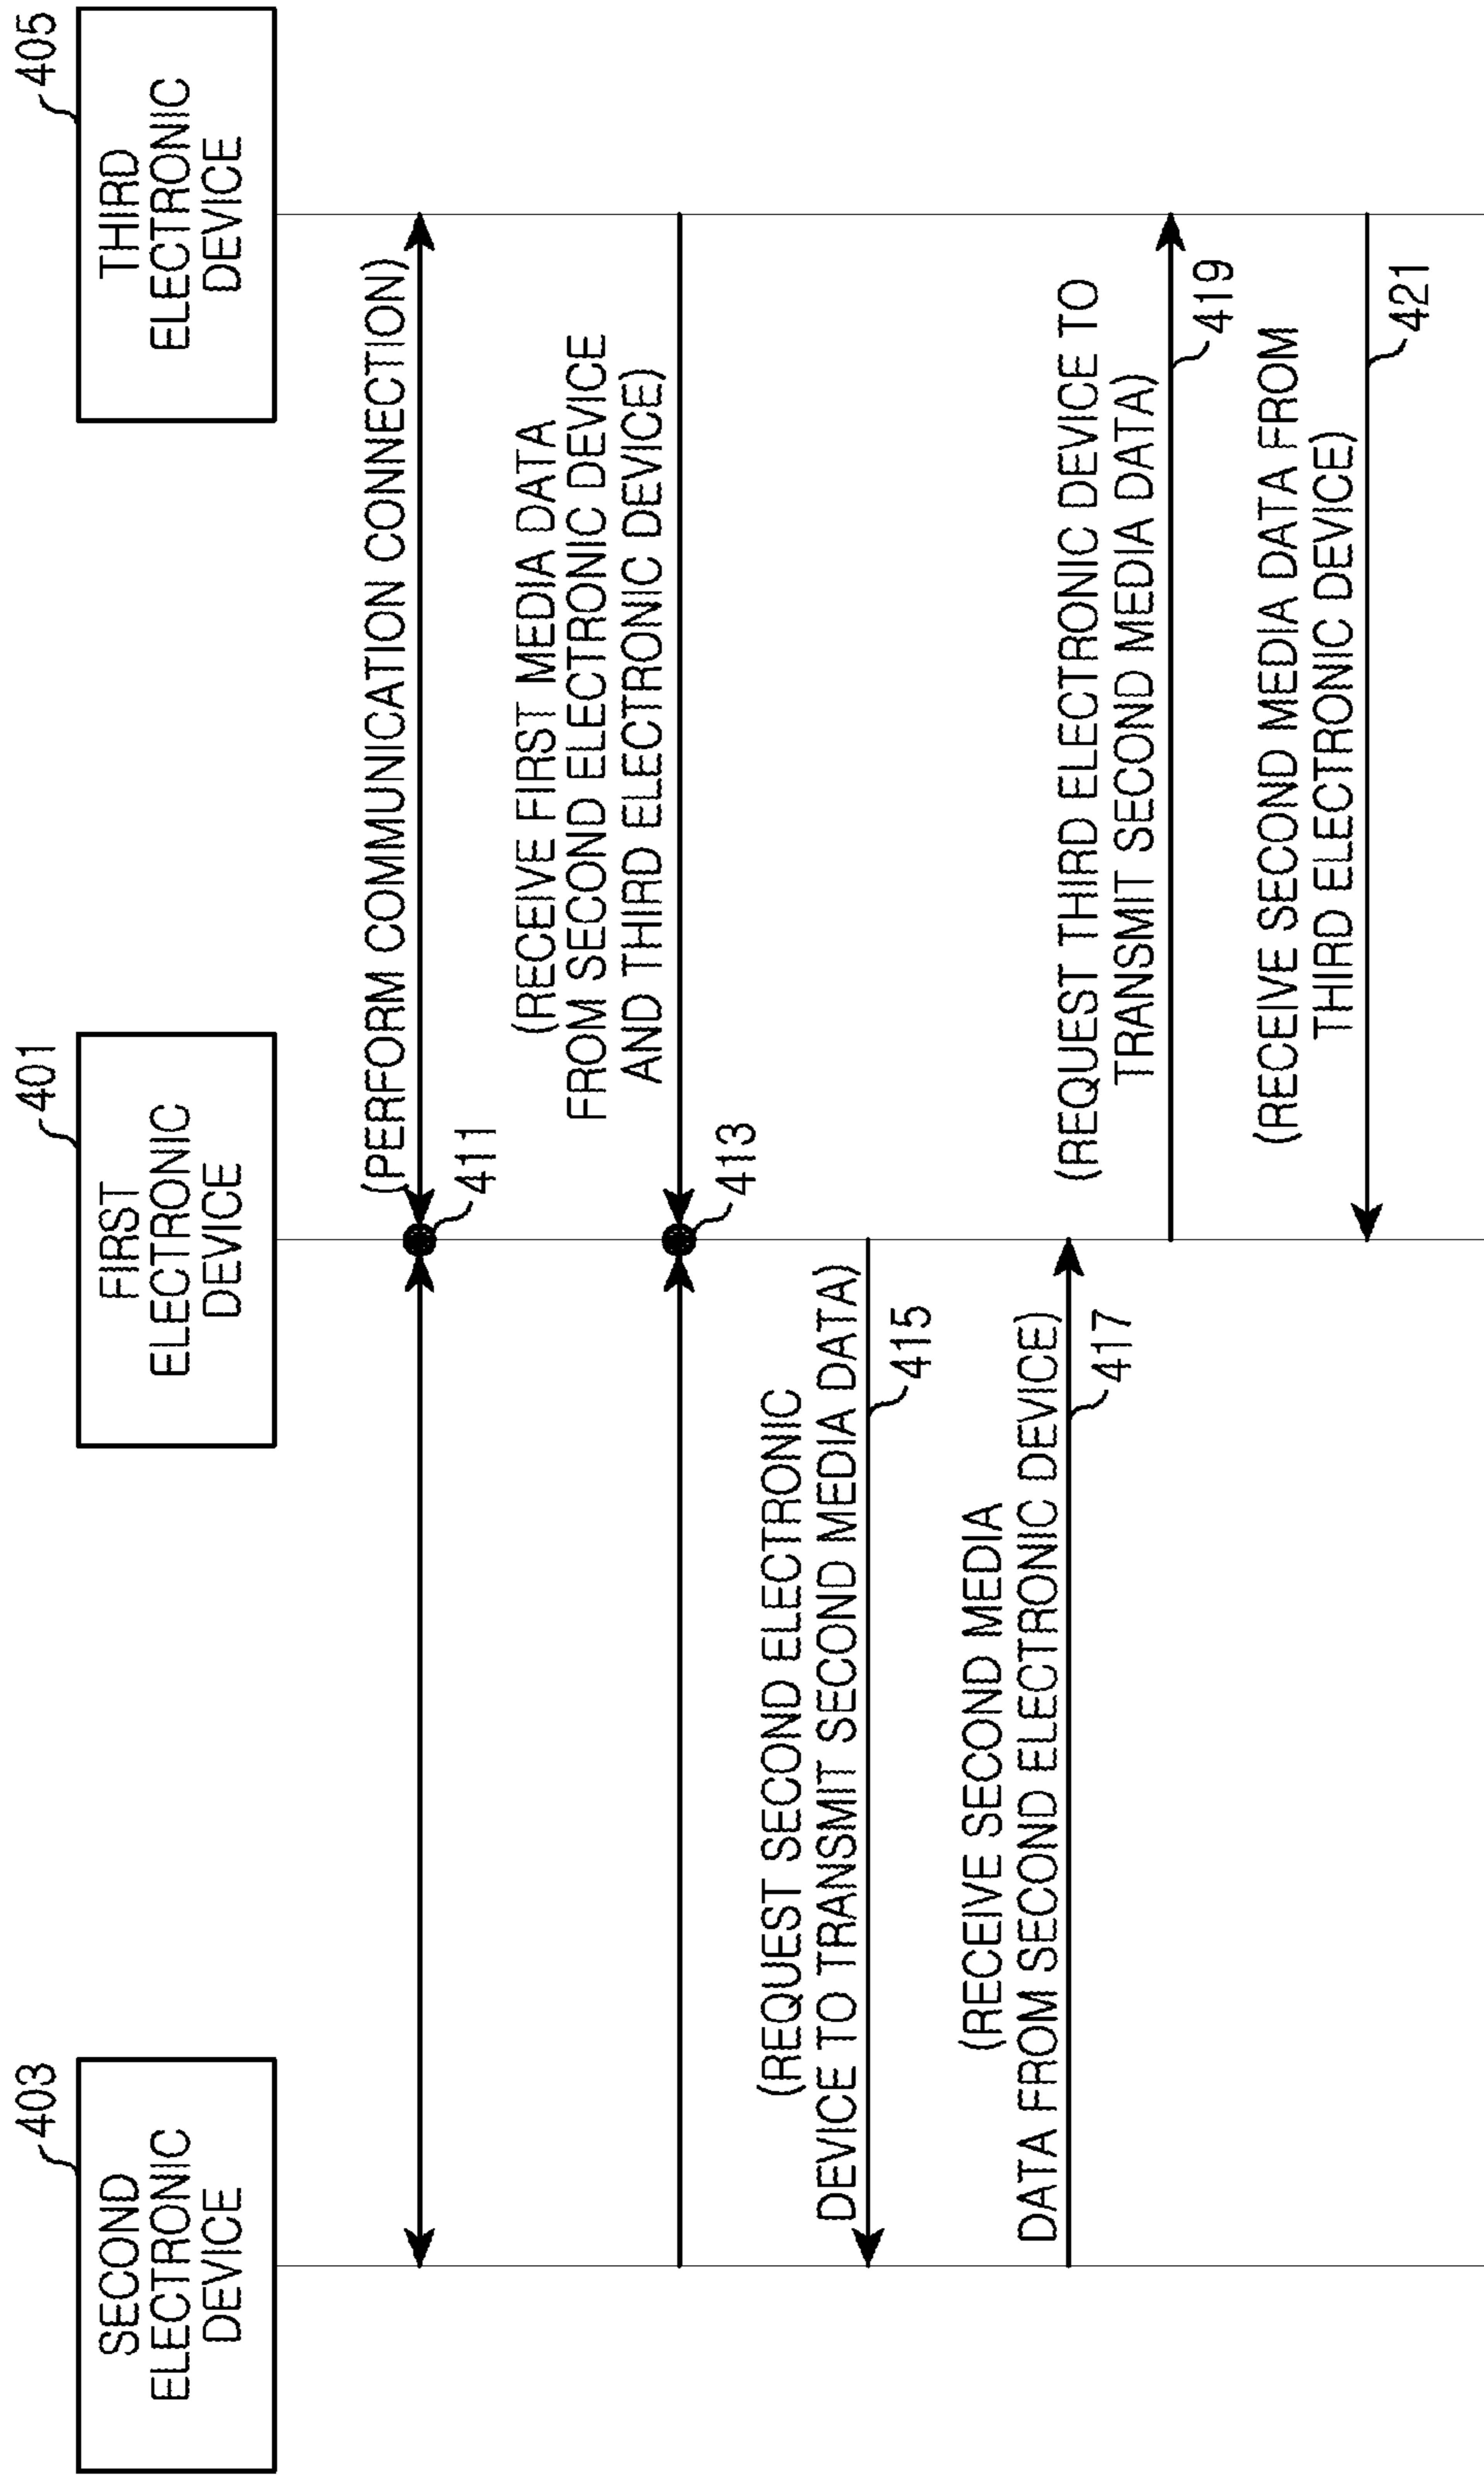 403
SECOND
ELECTRONIC
DEVICE
401
FIRST
ELECTRONIC
DEVICE
405
THIRD
ELECTRONIC
DEVICE
(PERFORM COMMUNICATION CONNECTION)
411
(RECEIVE FIRST MEDIA DATA
FROM SECOND ELECTRONIC DEVICE
AND THIRD ELECTRONIC DEVICE)
413
(REQUEST SECOND ELECTRONIC
DEVICE TO TRANSMIT SECOND MEDIA DATA)
415
(RECEIVE SECOND MEDIA
DATA FROM SECOND ELECTRONIC DEVICE)
417
(REQUEST THIRD ELECTRONIC DEVICE TO
TRANSMIT SECOND MEDIA DATA)
419
(RECEIVE SECOND MEDIA DATA FROM
THIRD ELECTRONIC DEVICE)
421